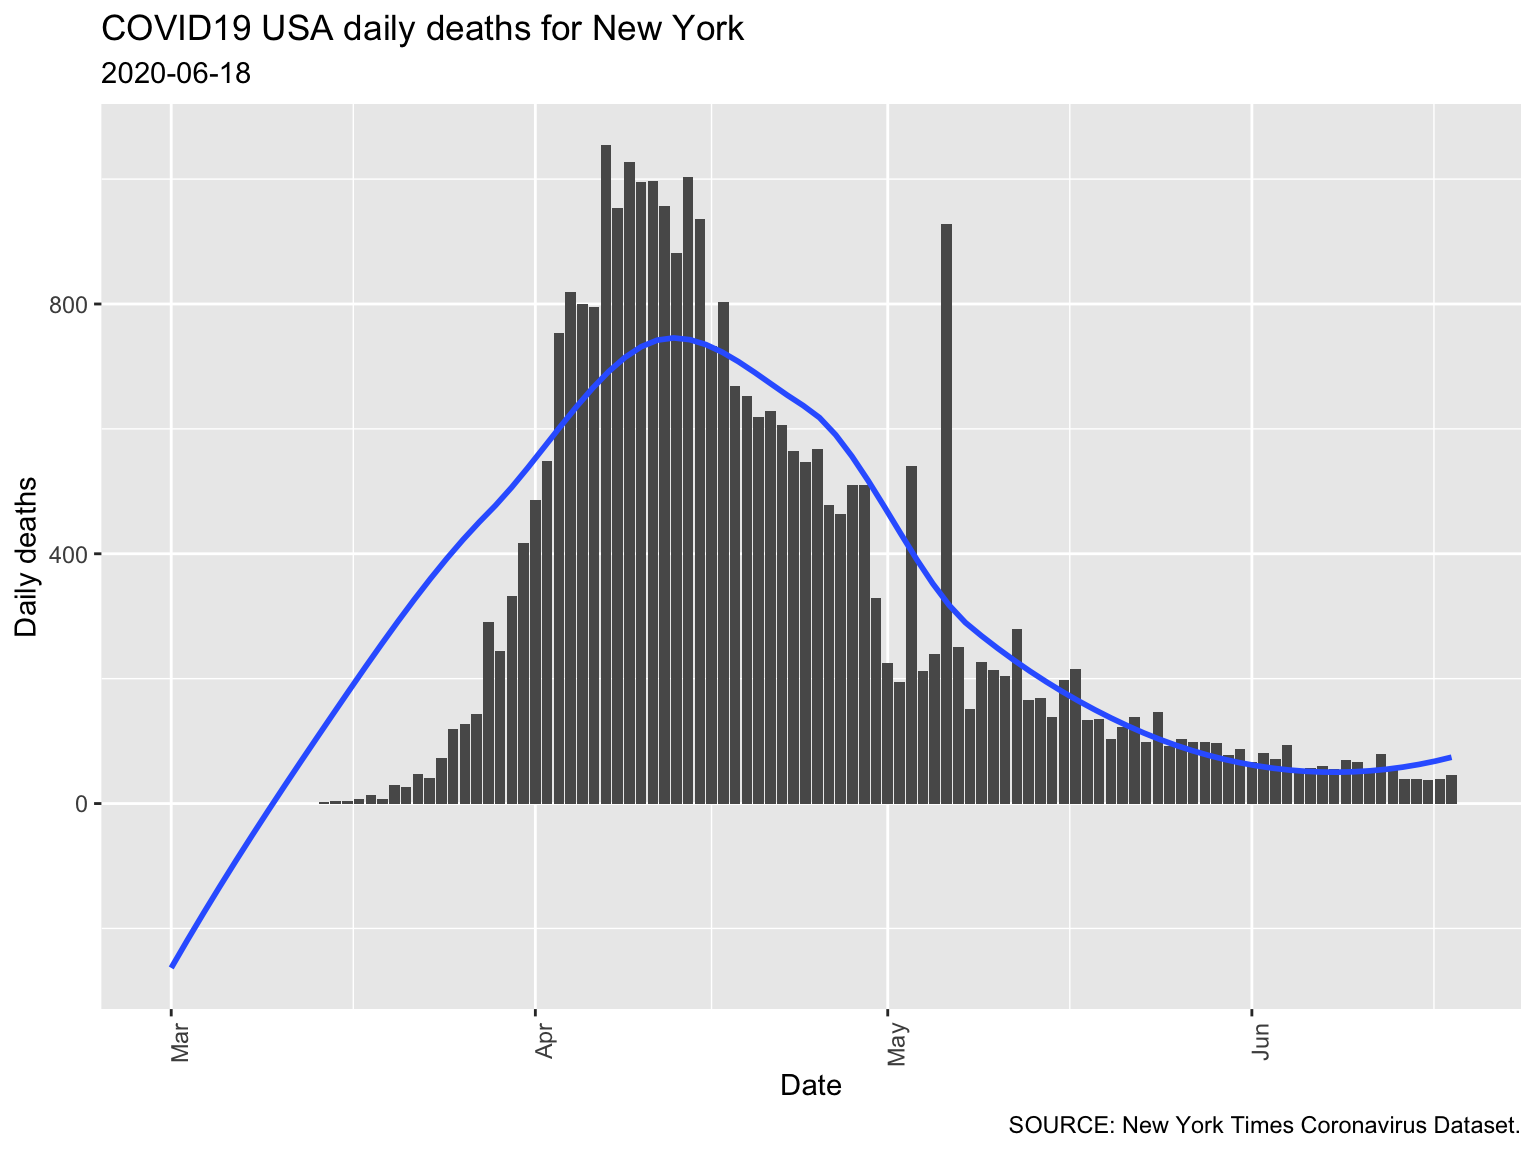 COVID19 USA daily deaths for New York
2020-06-18
Daily deaths
800
400
0
Mar
Apr
May
Jun
Date
SOURCE: New York Times Coronavirus Dataset.